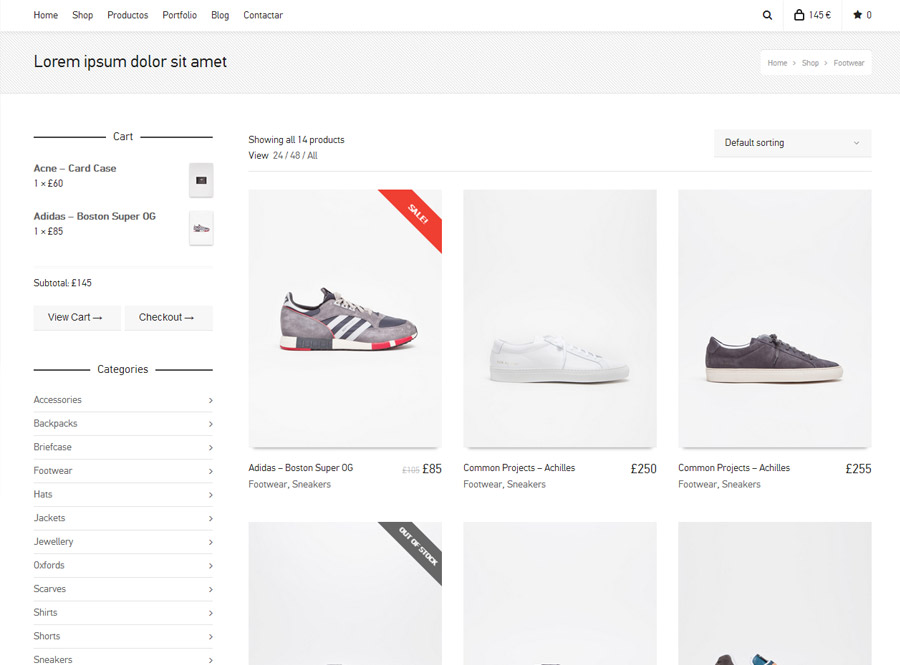 Home Shop Productos Portfolio Blog Contactar
145 € 0
Lorem ipsum dolor sit amet
Home > Shop > Footwear
Cart
Acne – Card Case
1 × £60
Adidas – Boston Super OG
1 × £85
Subtotal: £145
View Cart → Checkout →
Categories
Accessories
Backpacks
Briefcase
Footwear
Hats
Jackets
Jewellery
Oxfords
Scarves
Shirts
Shorts
Sneakers
Showing all 14 products
View 24 / 48 / All
Default sorting
SALE!
Adidas – Boston Super OG £105 £85
Footwear, Sneakers
Common Projects – Achilles £250
Footwear, Sneakers
Common Projects – Achilles £255
Footwear, Sneakers
OUT OF STOCK